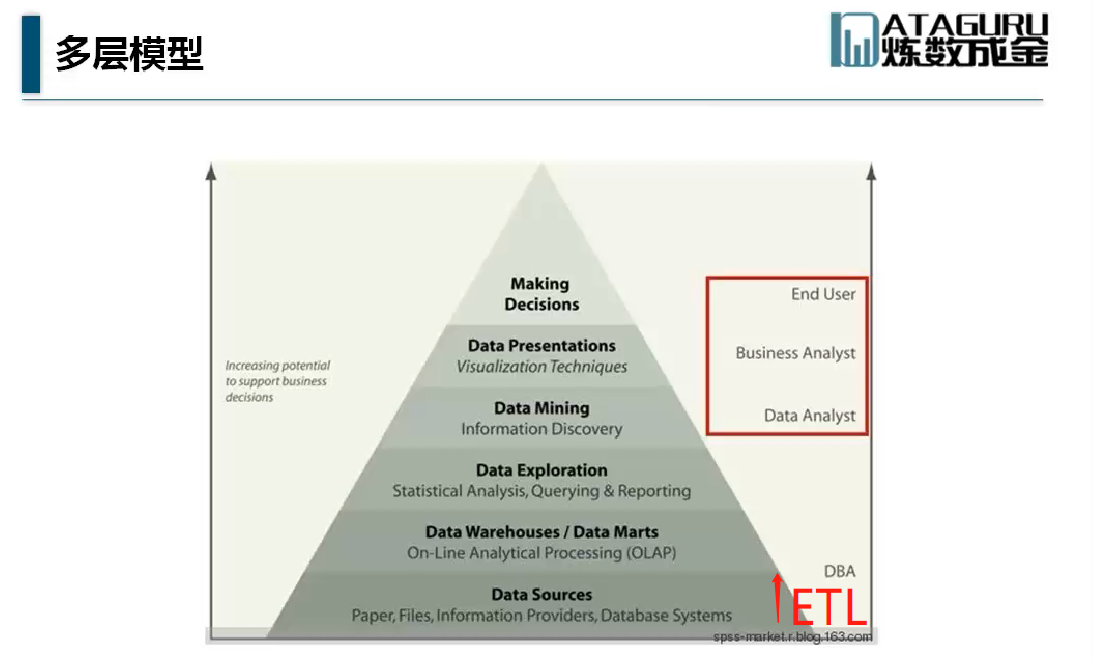 多层模型
DATAGURU
炼数成金
Making
Decisions
End User
Data Presentations
Visualization Techniques
Business Analyst
Increasing potential
to support business
decisions
Data Mining
Information Discovery
Data Analyst
Data Exploration
Statistical Analysis, Querying & Reporting
Data Warehouses / Data Marts
On-Line Analytical Processing (OLAP)
DBA
Data Sources
Paper, Files, Information Providers, Database Systems
ETL
spss-market.r.blog.163.com